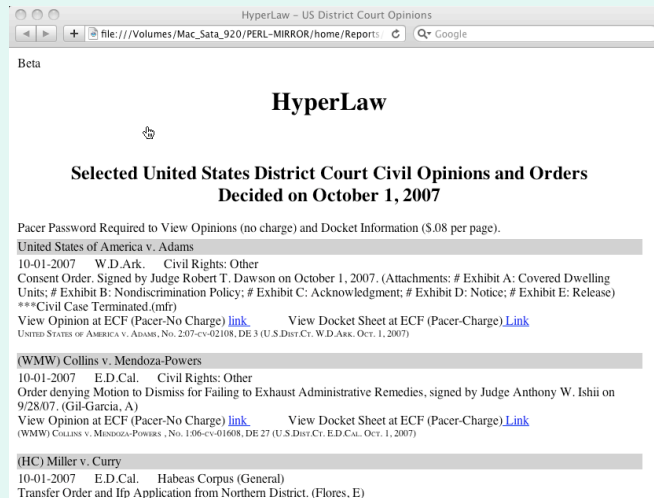 HyperLaw – US District Court Opinions
file:///Volumes/Mac_Sata_920/PERL-MIRROR/home/Reports/ Google
Beta
HyperLaw
Selected United States District Court Civil Opinions and Orders
Decided on October 1, 2007
Pacer Password Required to View Opinions (no charge) and Docket Information ($.08 per page).
United States of America v. Adams
10-01-2007 W.D.Ark. Civil Rights: Other
Consent Order. Signed by Judge Robert T. Dawson on October 1, 2007. (Attachments: # Exhibit A: Covered Dwelling
Units; # Exhibit B: Nondiscrimination Policy; # Exhibit C: Acknowledgment; # Exhibit D: Notice; # Exhibit E: Release)
***Civil Case Terminated.(mfr)
View Opinion at ECF (Pacer-No Charge) link View Docket Sheet at ECF (Pacer-Charge) Link
United States of America v. Adams, No. 2:07-cv-02108, DE 3 (U.S.Dist.Ct. W.D.Ark. Oct. 1, 2007)
(WMW) Collins v. Mendoza-Powers
10-01-2007 E.D.Cal. Civil Rights: Other
Order denying Motion to Dismiss for Failing to Exhaust Administrative Remedies, signed by Judge Anthony W. Ishii on
9/28/07. (Gil-Garcia, A)
View Opinion at ECF (Pacer-No Charge) link View Docket Sheet at ECF (Pacer-Charge) Link
(WMW) Collins v. Mendoza-Powers , No. 1:06-cv-01608, DE 27 (U.S.Dist.Ct. E.D.Cal. Oct. 1, 2007)
(HC) Miller v. Curry
10-01-2007 E.D.Cal. Habeas Corpus (General)
Transfer Order and Ifp Application from Northern District. (Flores, E)